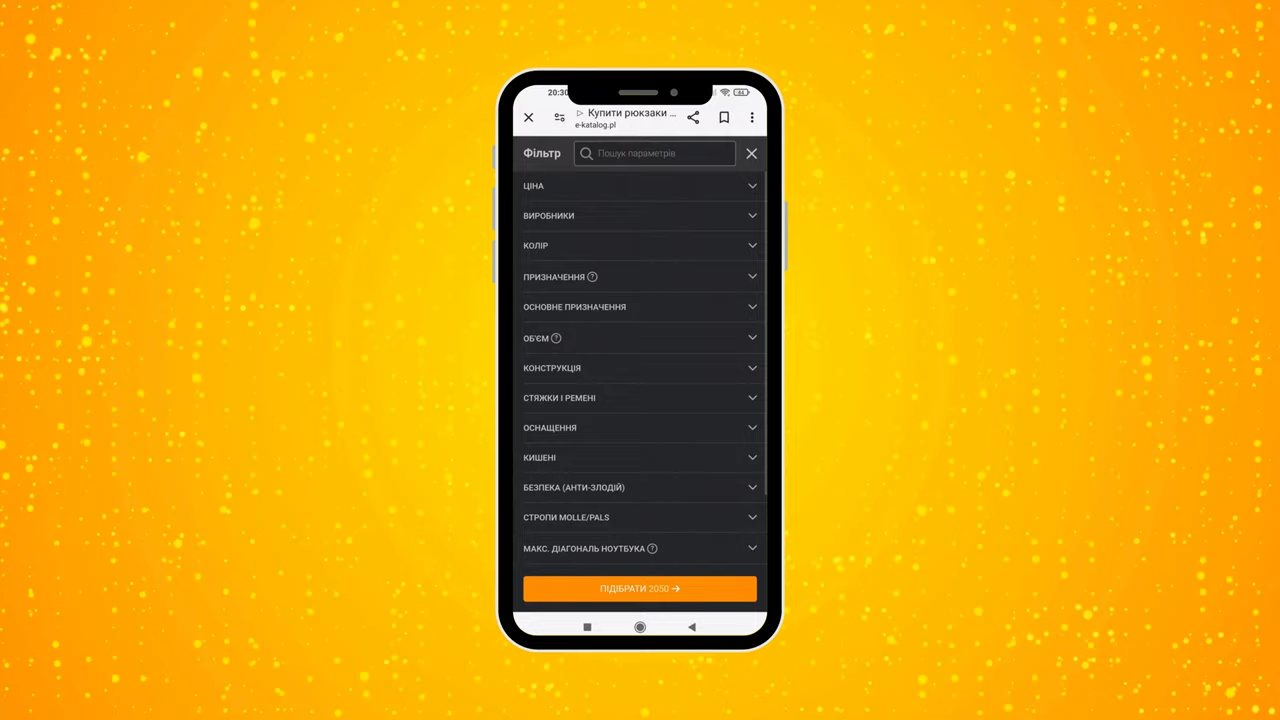 20:30
44
▷ Купити рюкзаки ...
e-katalog.pl
Фільтр
Пошук параметрів
ЦІНА
ВИРОБНИКИ
КОЛІР
ПРИЗНАЧЕННЯ ?
ОСНОВНЕ ПРИЗНАЧЕННЯ
ОБ'ЄМ ?
КОНСТРУКЦІЯ
СТЯЖКИ І РЕМЕНІ
ОСНАЩЕННЯ
КИШЕНІ
БЕЗПЕКА (АНТИ-ЗЛОДІЙ)
СТРОПИ MOLLE/PALS
МАКС. ДІАГОНАЛЬ НОУТБУКА ?
ПІДІБРАТИ 2050 →